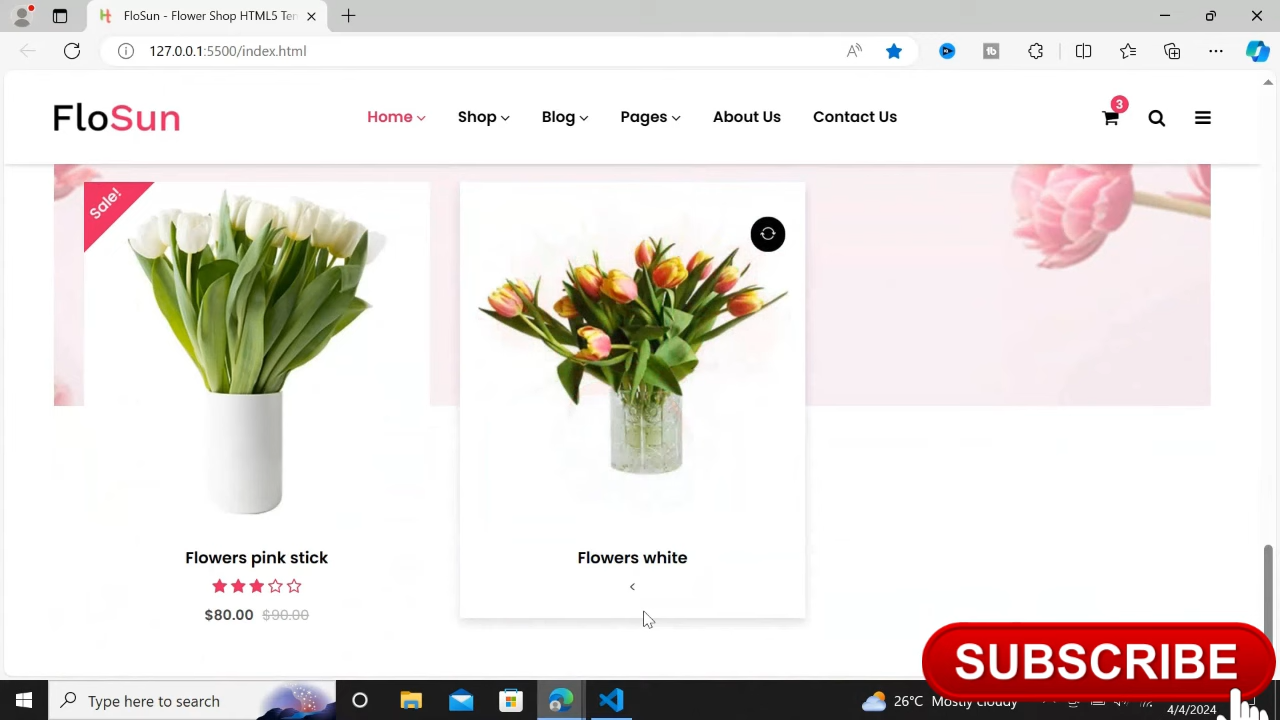 Flosun - Flower HTML5 Tem
127.0.0.1:5500/index.html
FloSun
Home Shop Blog Pages About Us Contact Us
3
Sale!
Flowers pink stick
$80.00 $90.00
Flowers white
<
SUBSCRIBE
Type here to search
26°C Mostly cloudy
4/4/2024